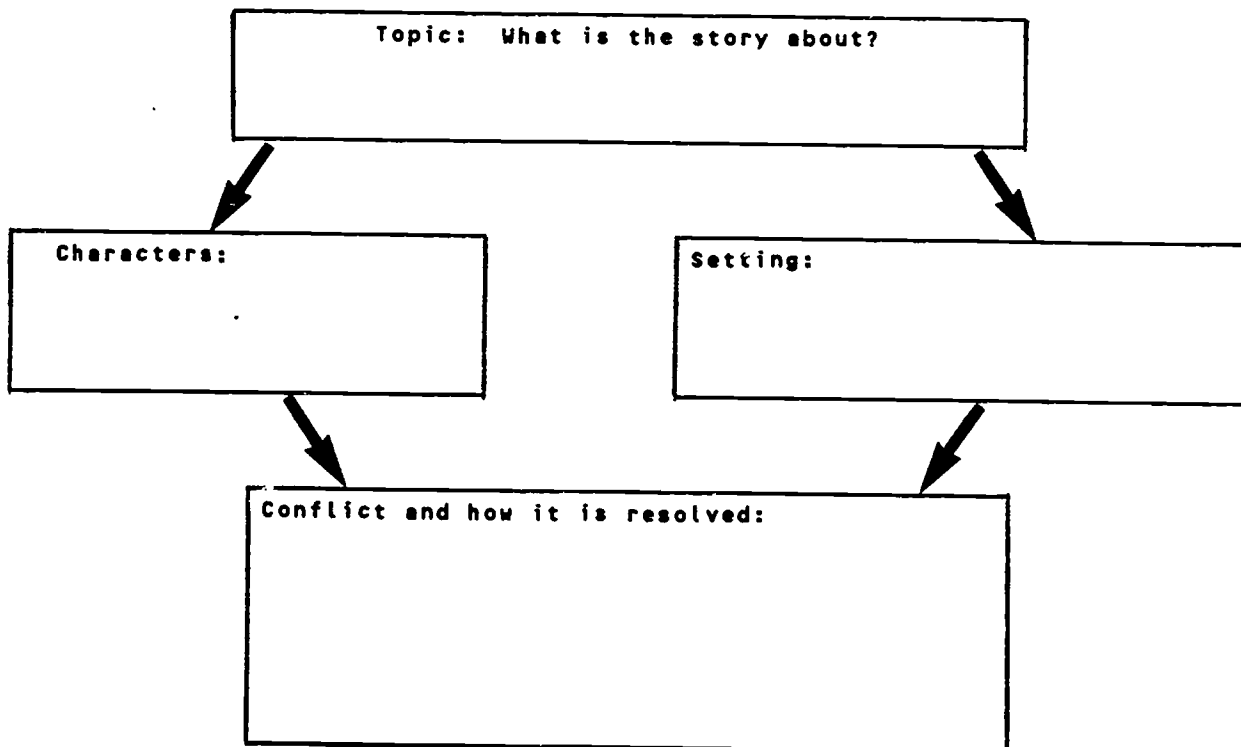 Topic: What is the story about?
Characters:
Setting:
Conflict and how it is resolved: